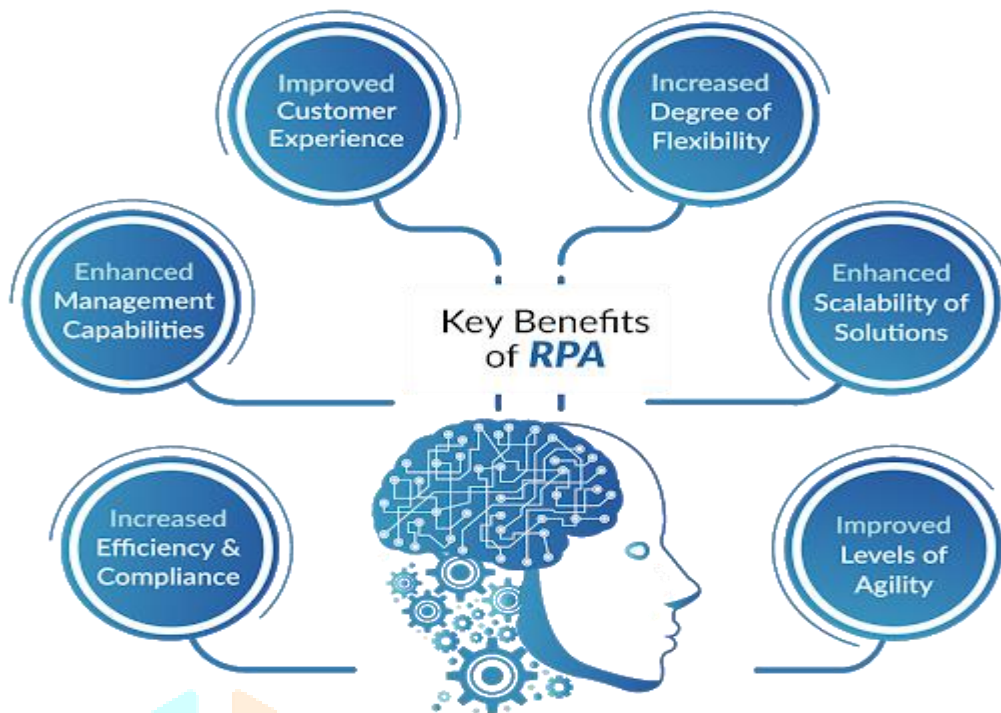 Improved
Customer
Experience
Increased
Degree of
Flexibility
Enhanced
Management
Capabilities
Key Benefits
of RPA
Enhanced
Scalability of
Solutions
Increased
Efficiency &
Compliance
Improved
Levels of
Agility